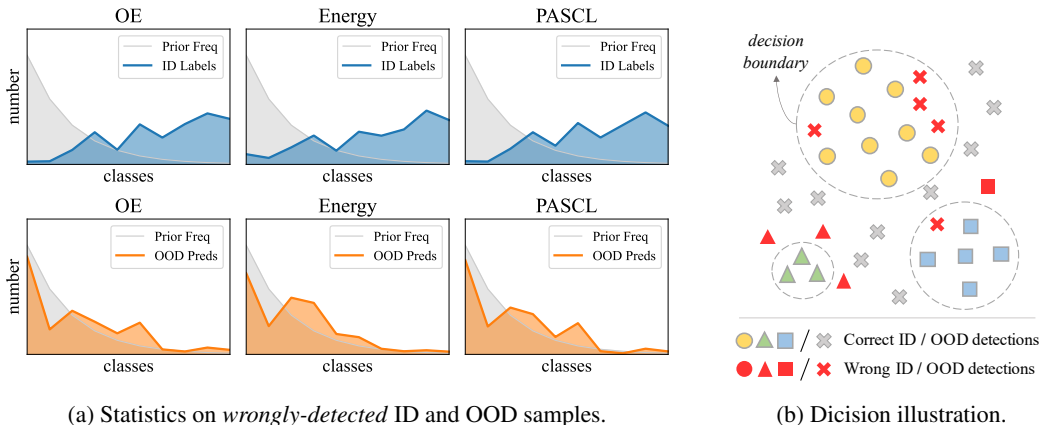 OE
Energy
PASCL
number
Prior Freq
ID Labels
Prior Freq
ID Labels
Prior Freq
ID Labels
classes
classes
classes
OE
Energy
PASCL
number
Prior Freq
OOD Preds
Prior Freq
OOD Preds
Prior Freq
OOD Preds
classes
classes
classes
(a) Statistics on wrongly-detected ID and OOD samples.
decision
boundary
/ Correct ID / OOD detections
/ Wrong ID / OOD detections
(b) Dicision illustration.